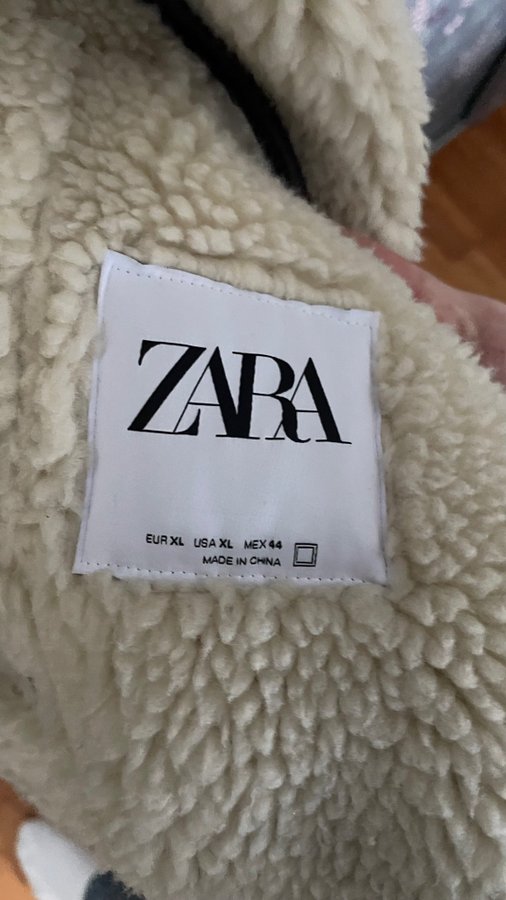 ZARA
EUR XL USA XL MEX 44
MADE IN CHINA